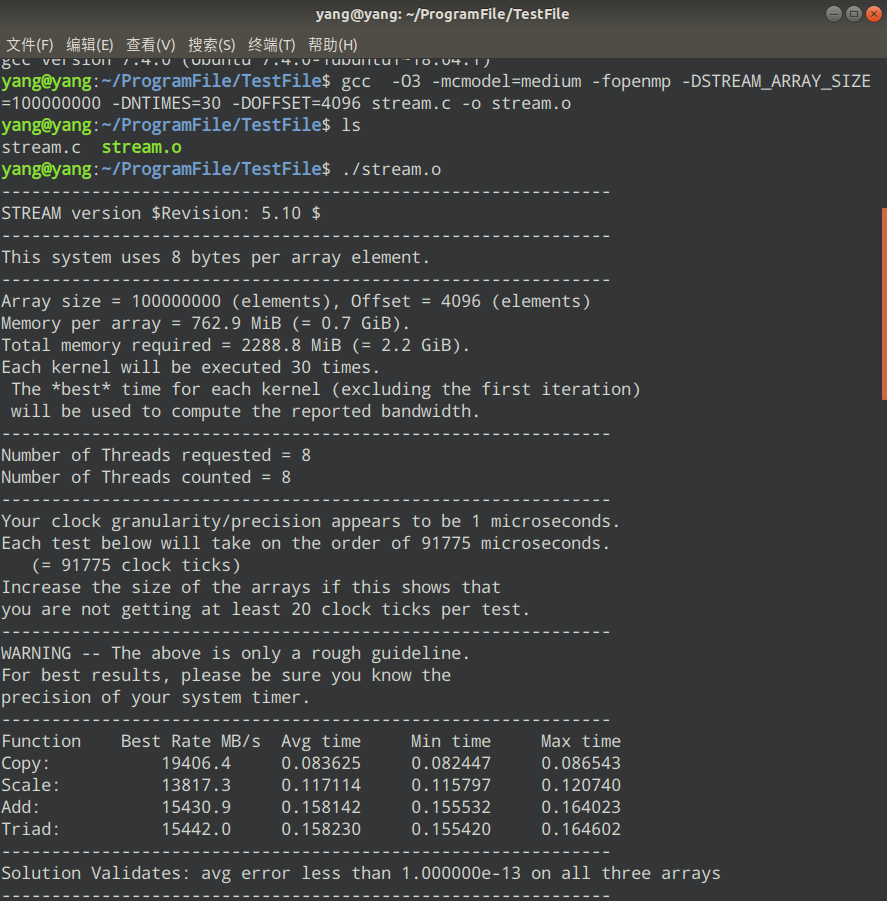 yang@yang: ~/ProgramFile/TestFile
文件(F) 编辑(E) 查看(V) 搜索(S) 终端(T) 帮助(H)
gcc version 7.4.0 (Ubuntu 7.4.0-1ubuntu1~18.04.1)
yang@yang:~/ProgramFile/TestFile$ gcc  -O3 -mcmodel=medium -fopenmp -DSTREAM_ARRAY_SIZE
=100000000 -DNTIMES=30 -DOFFSET=4096 stream.c -o stream.o
yang@yang:~/ProgramFile/TestFile$ ls
stream.c  stream.o
yang@yang:~/ProgramFile/TestFile$ ./stream.o
-------------------------------------------------------------
STREAM version $Revision: 5.10 $
-------------------------------------------------------------
This system uses 8 bytes per array element.
-------------------------------------------------------------
Array size = 100000000 (elements), Offset = 4096 (elements)
Memory per array = 762.9 MiB (= 0.7 GiB).
Total memory required = 2288.8 MiB (= 2.2 GiB).
Each kernel will be executed 30 times.
 The *best* time for each kernel (excluding the first iteration)
 will be used to compute the reported bandwidth.
-------------------------------------------------------------
Number of Threads requested = 8
Number of Threads counted = 8
-------------------------------------------------------------
Your clock granularity/precision appears to be 1 microseconds.
Each test below will take on the order of 91775 microseconds.
   (= 91775 clock ticks)
Increase the size of the arrays if this shows that
you are not getting at least 20 clock ticks per test.
-------------------------------------------------------------
WARNING -- The above is only a rough guideline.
For best results, please be sure you know the
precision of your system timer.
-------------------------------------------------------------
Function    Best Rate MB/s  Avg time     Min time     Max time
Copy:           19406.4     0.083625     0.082447     0.086543
Scale:          13817.3     0.117114     0.115797     0.120740
Add:            15430.9     0.158142     0.155532     0.164023
Triad:          15442.0     0.158230     0.155420     0.164602
-------------------------------------------------------------
Solution Validates: avg error less than 1.000000e-13 on all three arrays
-------------------------------------------------------------